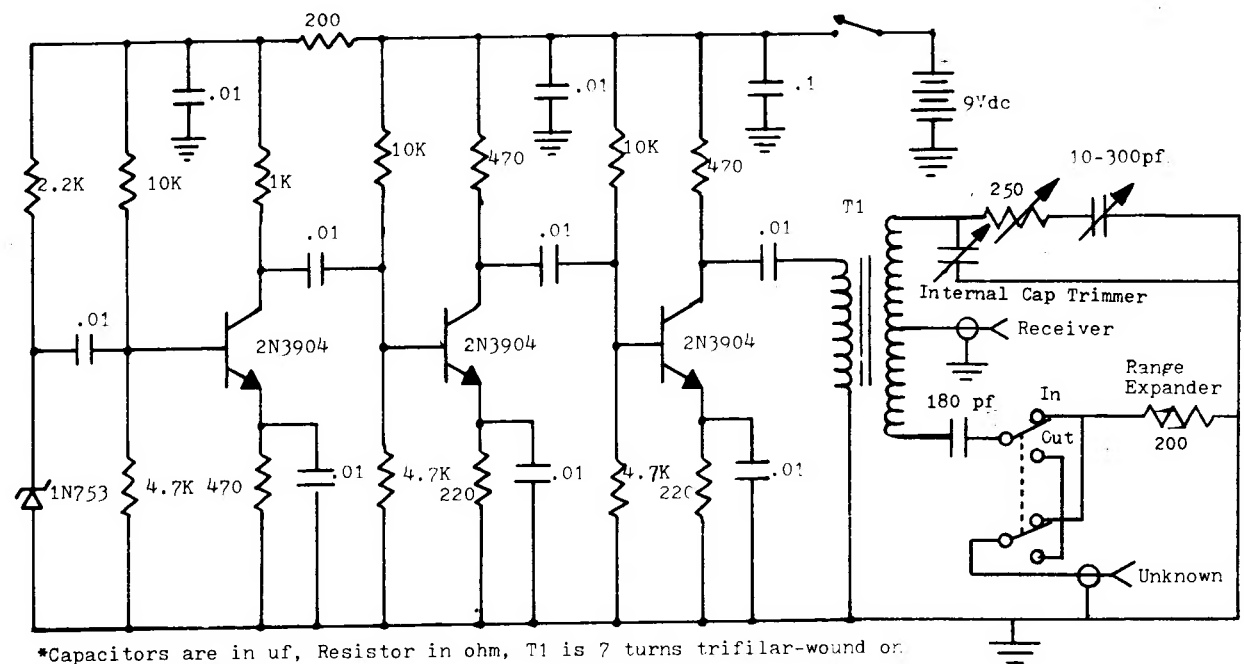 200
.01
.01
.1
9Vdc
2.2K
10K
1K
10K
470
10K
470
10-300pf.
250
T1
.01
.01
.01
.01
2N3904
2N3904
2N3904
Internal Cap Trimmer
Receiver
Range
Expander
180 pf
In
Out
200
1N753
4.7K
470
.01
4.7K
220
.01
4.7K
220
.01
Unknown
*Capacitors are in uf, Resistor in ohm, T1 is 7 turns trifilar-wound on